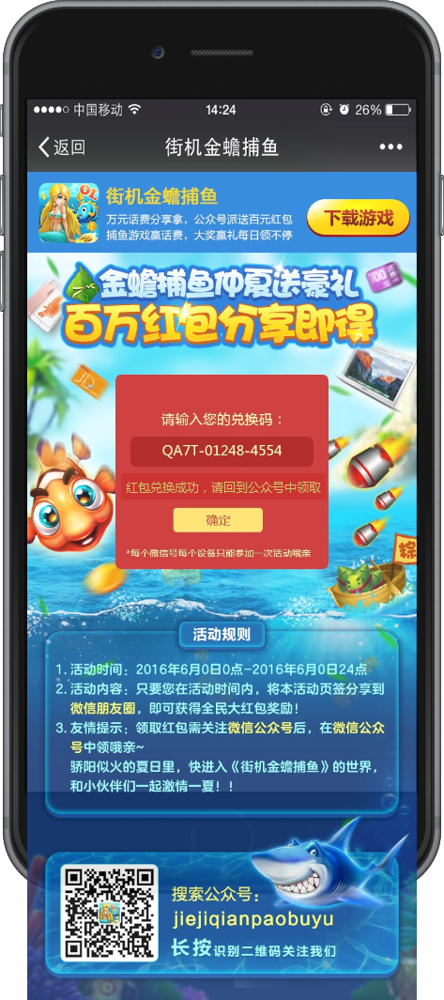 中国移动
14:24
26%
返回
街机金蟾捕鱼
OL
街机金蟾捕鱼
万元话费分享拿，公众号派送百元红包
捕鱼游戏赢话费，大奖赢礼每日领不停
下载游戏
金蟾捕鱼仲夏送豪礼
百万红包分享即得
JD
请输入您的兑换码：
QA7T-01248-4554
红包兑换成功，请回到公众号中领取
确定
*每个微信号每个设备只能参加一次活动哦亲
粽
活动规则
1. 活动时间：2016年6月0日0点-2016年6月0日24点
2. 活动内容：只要您在活动时间内，将本活动页签分享到
微信朋友圈，即可获得全民大红包奖励！
3. 友情提示：领取红包需关注微信公众号后，在微信公众
号中领哦亲~
骄阳似火的夏日里，快进入《街机金蟾捕鱼》的世界，
和小伙伴们一起激情一夏！！
搜索公众号：
jiejiqianpaobuyu
长按识别二维码关注我们